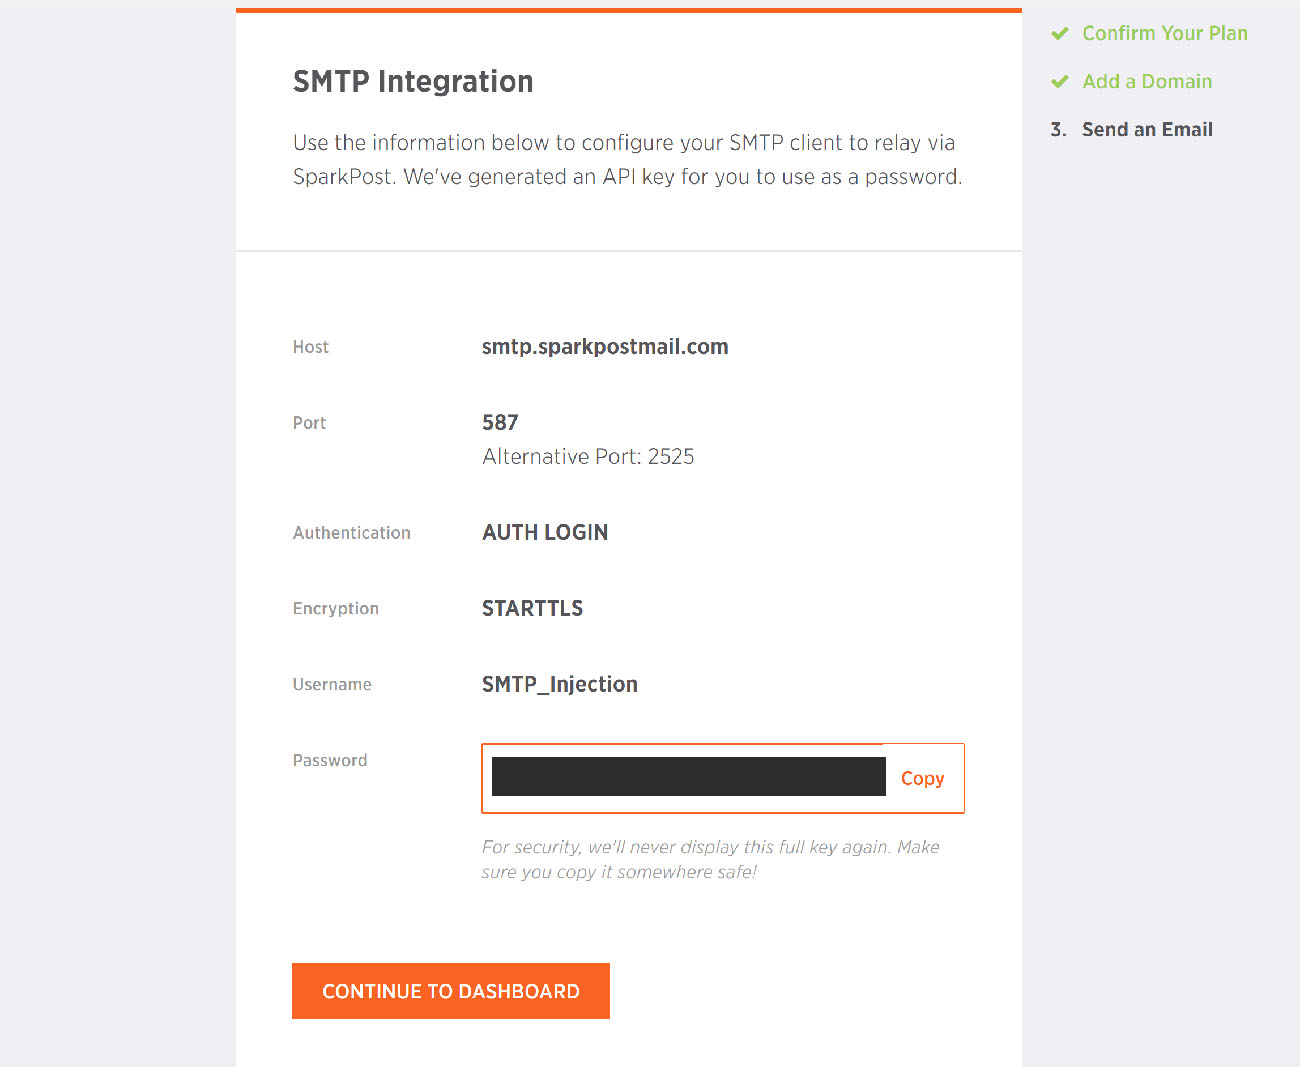 SMTP Integration
Use the information below to configure your SMTP client to relay via
SparkPost. We've generated an API key for you to use as a password.
Host
smtp.sparkpostmail.com
Port
587
Alternative Port: 2525
Authentication
AUTH LOGIN
Encryption
STARTTLS
Username
SMTP_Injection
Password
Copy
For security, we'll never display this full key again. Make
sure you copy it somewhere safe!
CONTINUE TO DASHBOARD
Confirm Your Plan
Add a Domain
3. Send an Email